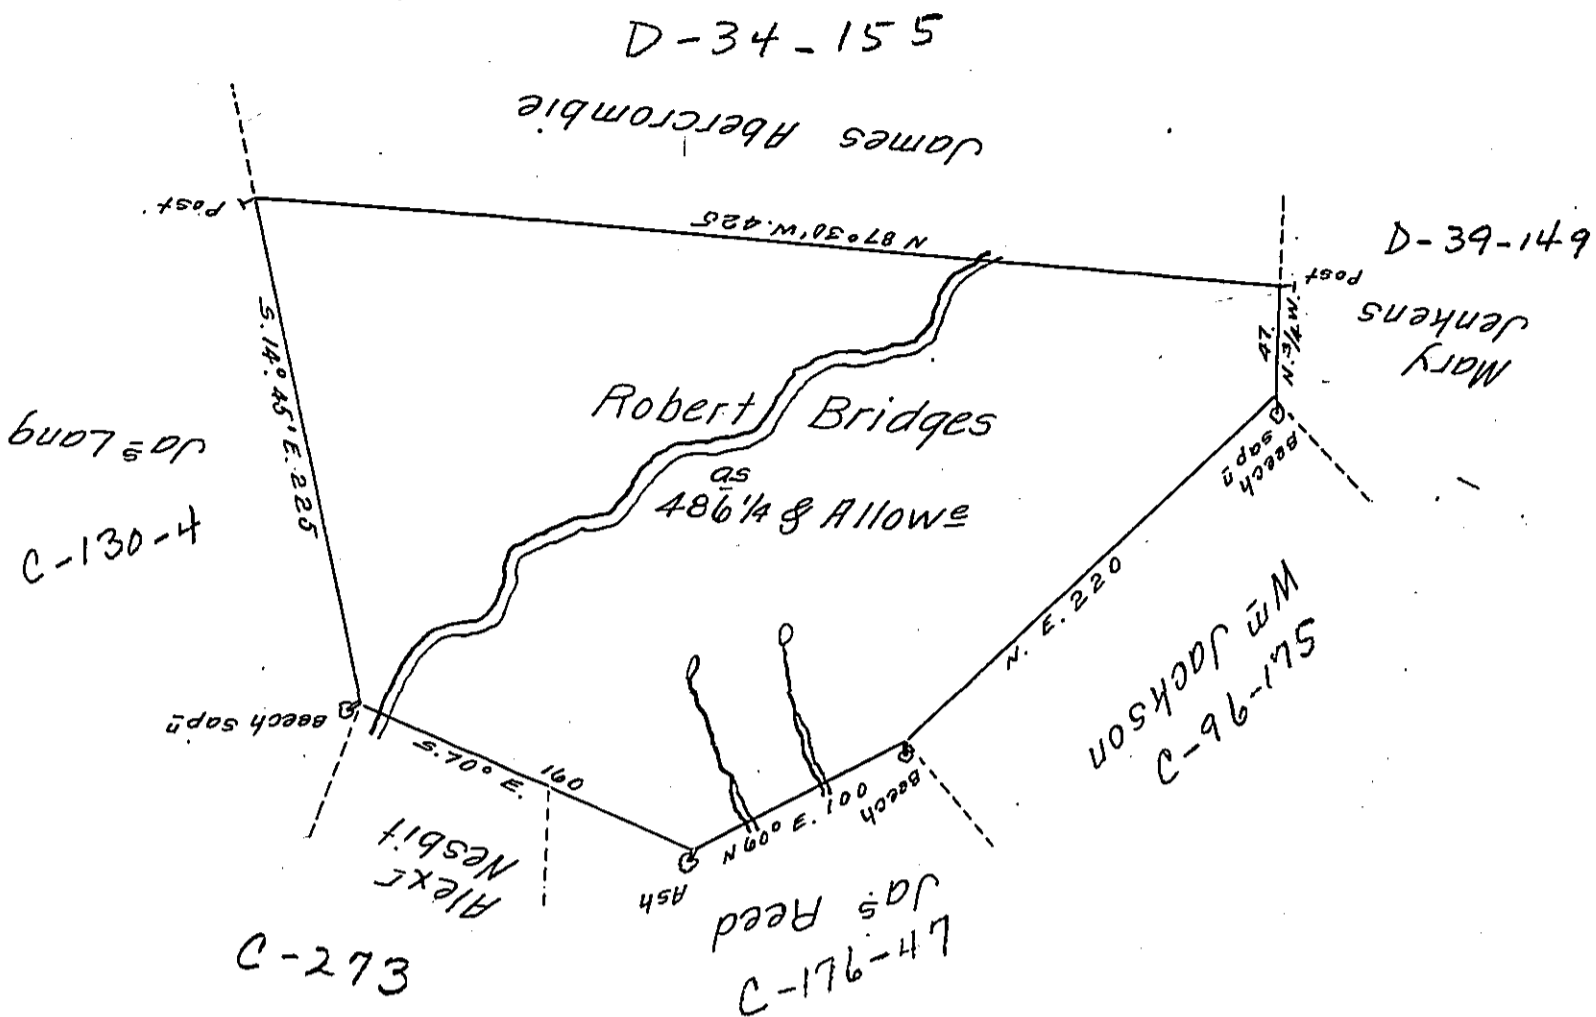 D-34-155
James Abercrombie
Post
N 87° 30' W. 425
D-39-149
Post
Mary
Jenkens
S. 14° 45' E. 225
47
N. 3/4 W
Robert Bridges
as
486 1/4 & Allowe
Jas Lang
C-130-4
Beech
sapn
N. E. 220
Wm Jackson
C-96-175
Beech sapn
S. 70° E. 160
Beech
N 60° E. 100
Ash
Alexr
Nesbit
Jas Reed
C-176-47
C-273